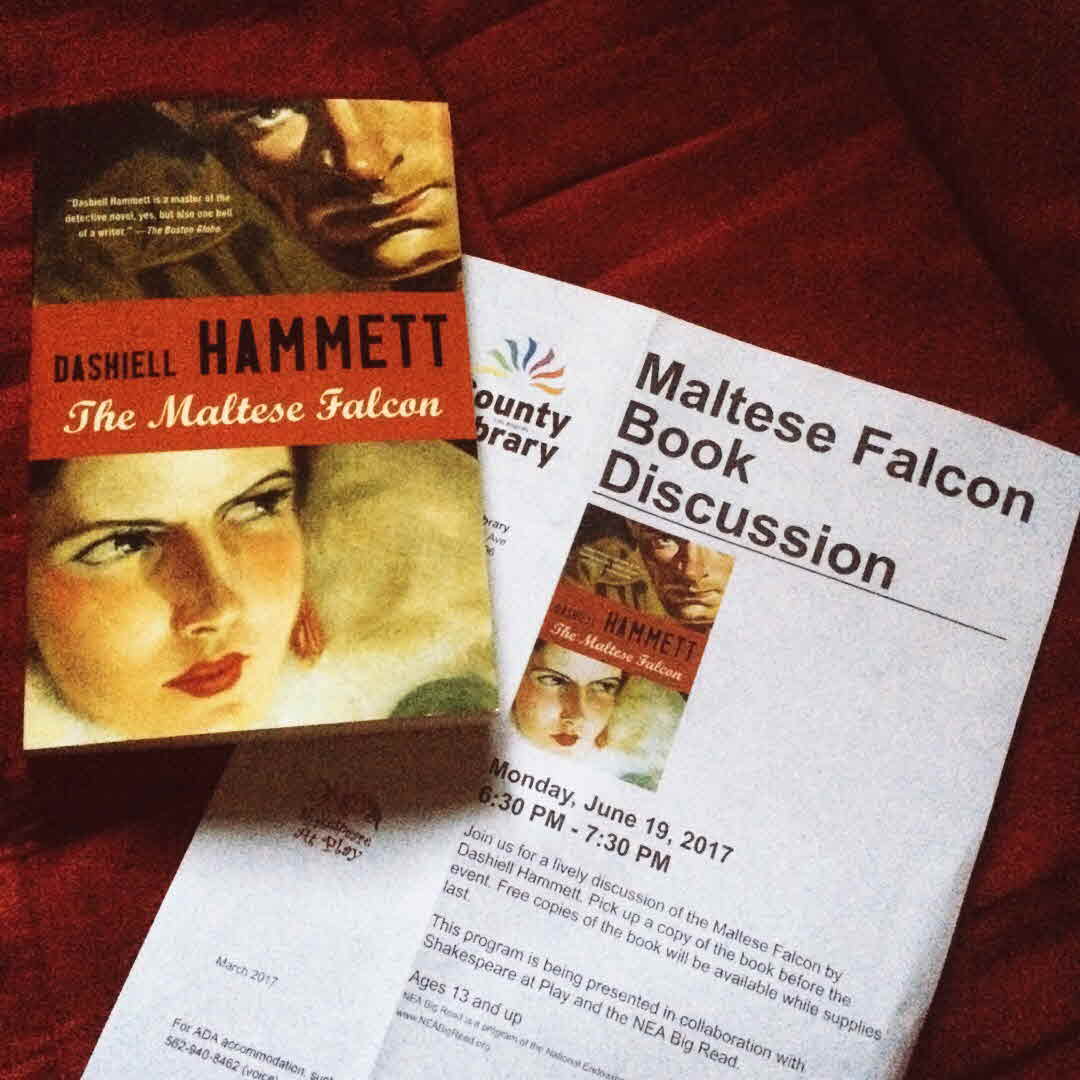 "Dashiell Hammett is a master of the
detective novel, yes, but also one hell
of a writer." —The Boston Globe
DASHIELL HAMMETT
The Maltese Falcon
ounty
brary
brary
Ave
Maltese Falcon
Book
Discussion
DASHIELL HAMMETT
The Maltese Falcon
Monday, June 19, 2017
6:30 PM - 7:30 PM
Join us for a lively discussion of the Maltese Falcon by
Dashiell Hammett. Pick up a copy of the book before the
event. Free copies of the book will be available while supplies
last.
This program is being presented in collaboration with
Shakespeare at Play and the NEA Big Read.
Ages 13 and up
NEA Big Read is a program of the National
www.NEABigRead.org
At Play
March 2017
For ADA accommodation,
562-940-8462 (voice)